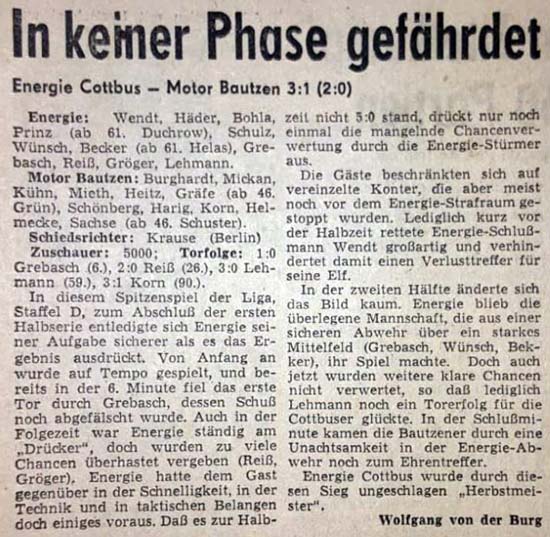 In keiner Phase gefährdet
Energie Cottbus – Motor Bautzen 3:1 (2:0)
Energie: Wendt, Häder, Bohla,
Prinz (ab 61. Duchrow), Schulz,
Wünsch, Becker (ab 61. Helas), Gre-
basch, Reiß, Gröger, Lehmann.
Motor Bautzen: Burghardt, Mickan,
Kühn, Mieth, Heitz, Gräfe (ab 46.
Grün), Schönberg, Harig, Korn, Hel-
mecke, Sachse (ab 46. Schuster).
Schiedsrichter: Krause (Berlin)
Zuschauer: 5000; Torfolge: 1:0
Grebasch (6.), 2:0 Reiß (26.), 3:0 Leh-
mann (59.), 3:1 Korn (90.).
In diesem Spitzenspiel der Liga,
Staffel D, zum Abschluß der ersten
Halbserie entledigte sich Energie sei-
ner Aufgabe sicherer als es das Er-
gebnis ausdrückt. Von Anfang an
wurde auf Tempo gespielt, und be-
reits in der 6. Minute fiel das erste
Tor durch Grebasch, dessen Schuß
noch abgefälscht wurde. Auch in der
Folgezeit war Energie ständig am
„Drücker“, doch wurden zu viele
Chancen überhastet vergeben (Reiß,
Gröger). Energie hatte dem Gast
gegenüber in der Schnelligkeit, in der
Technik und in taktischen Belangen
doch einiges voraus. Daß es zur Halb-
zeit nicht 5:0 stand, drückt nur noch
einmal die mangelnde Chancenver-
wertung durch die Energie-Stürmer
aus.
Die Gäste beschränkten sich auf
vereinzelte Konter, die aber meist
noch vor dem Energie-Strafraum ge-
stoppt wurden. Lediglich kurz vor
der Halbzeit rettete Energie-Schluß-
mann Wendt großartig und verhin-
dert damit einen Verlusttreffer für
seine Elf.
In der zweiten Hälfte änderte sich
das Bild kaum. Energie blieb die
überlegene Mannschaft, die aus einer
sicheren Abwehr über ein starkes
Mittelfeld (Grebasch, Wünsch, Bek-
ker), ihr Spiel machte. Doch auch
jetzt wurden weitere klare Chancen
nicht verwertet, so daß lediglich
Lehmann noch ein Torerfolg für die
Cottbuser glückte. In der Schlußmi-
nute kamen die Bautzener durch eine
Unachtsamkeit in der Energie-Ab-
wehr noch zum Ehrentreffer.
Energie Cottbus wurde durch die-
sen Sieg ungeschlagen „Herbstmei-
ster“.
Wolfgang von der Burg